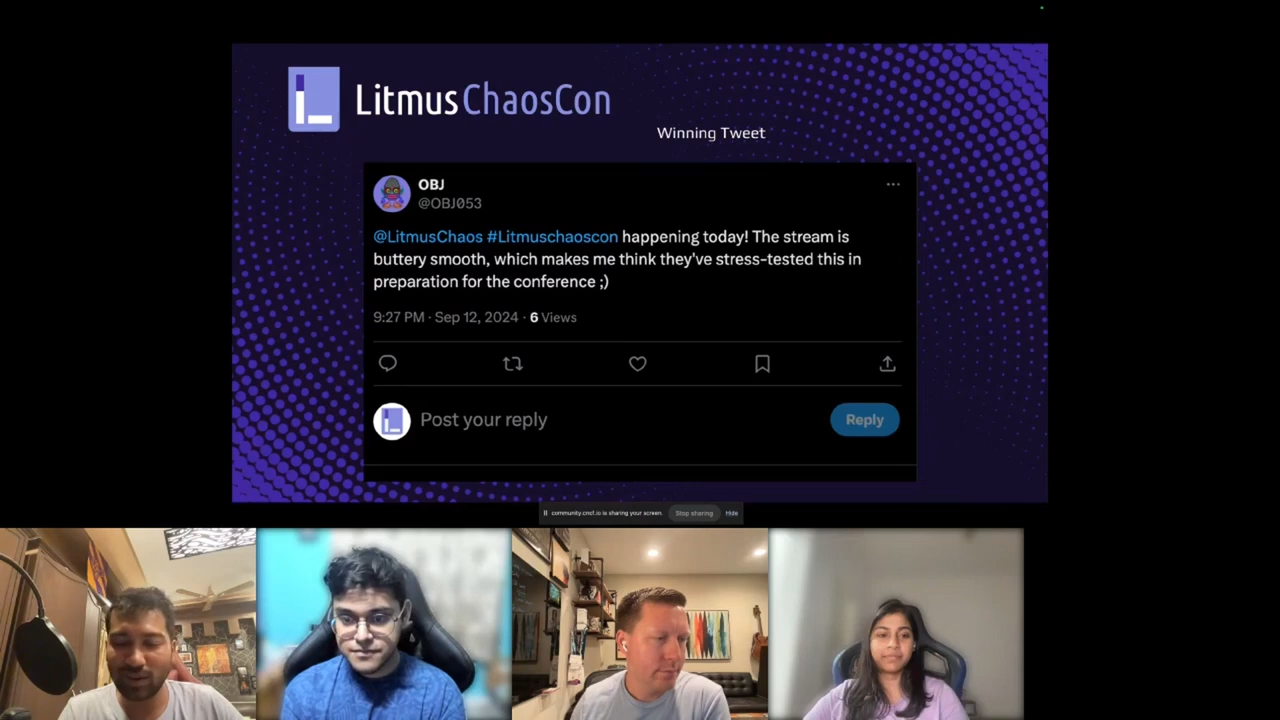 Litmus ChaosCon
Winning Tweet
OBJ
@OBJ053
@LitmusChaos #Litmuschaoscon happening today! The stream is
buttery smooth, which makes me think they've stress-tested this in
preparation for the conference ;)
9:27 PM · Sep 12, 2024 · 6 Views
Post your reply
Reply
community.cncf.io is sharing your screen.
Stop sharing
Hide